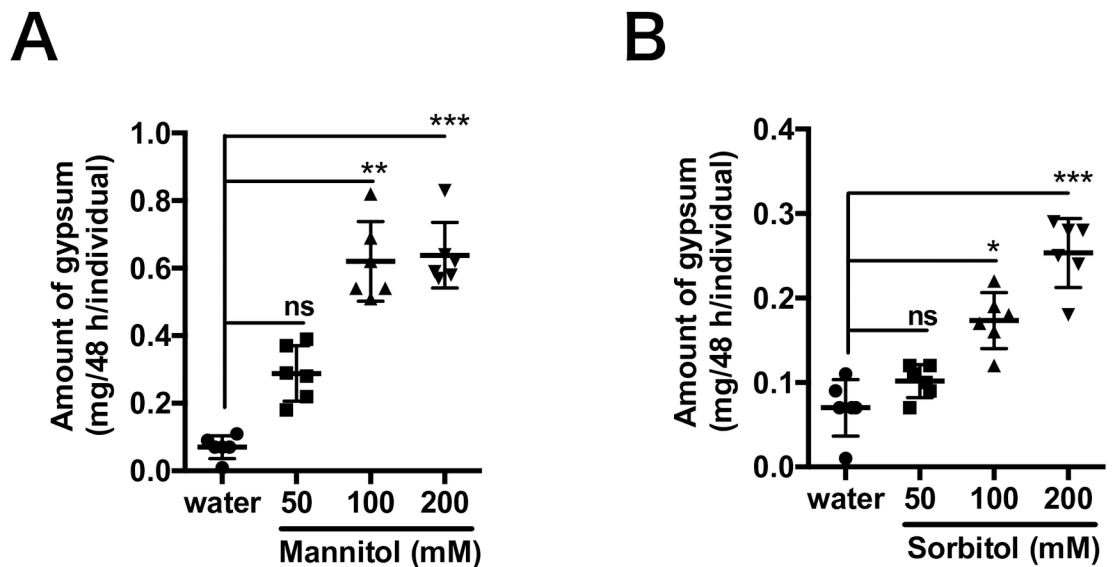 A
Amount of gypsum
(mg/48 h/individual)
1.0
0.8
0.6
0.4
0.2
0.0
***
**
ns
water 50 100 200
Mannitol (mM)
B
Amount of gypsum
(mg/48 h/individual)
0.4
0.3
0.2
0.1
0.0
***
*
ns
water 50 100 200
Sorbitol (mM)